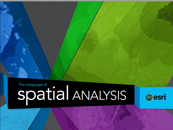 The Language of
spatial ANALYSIS
esri